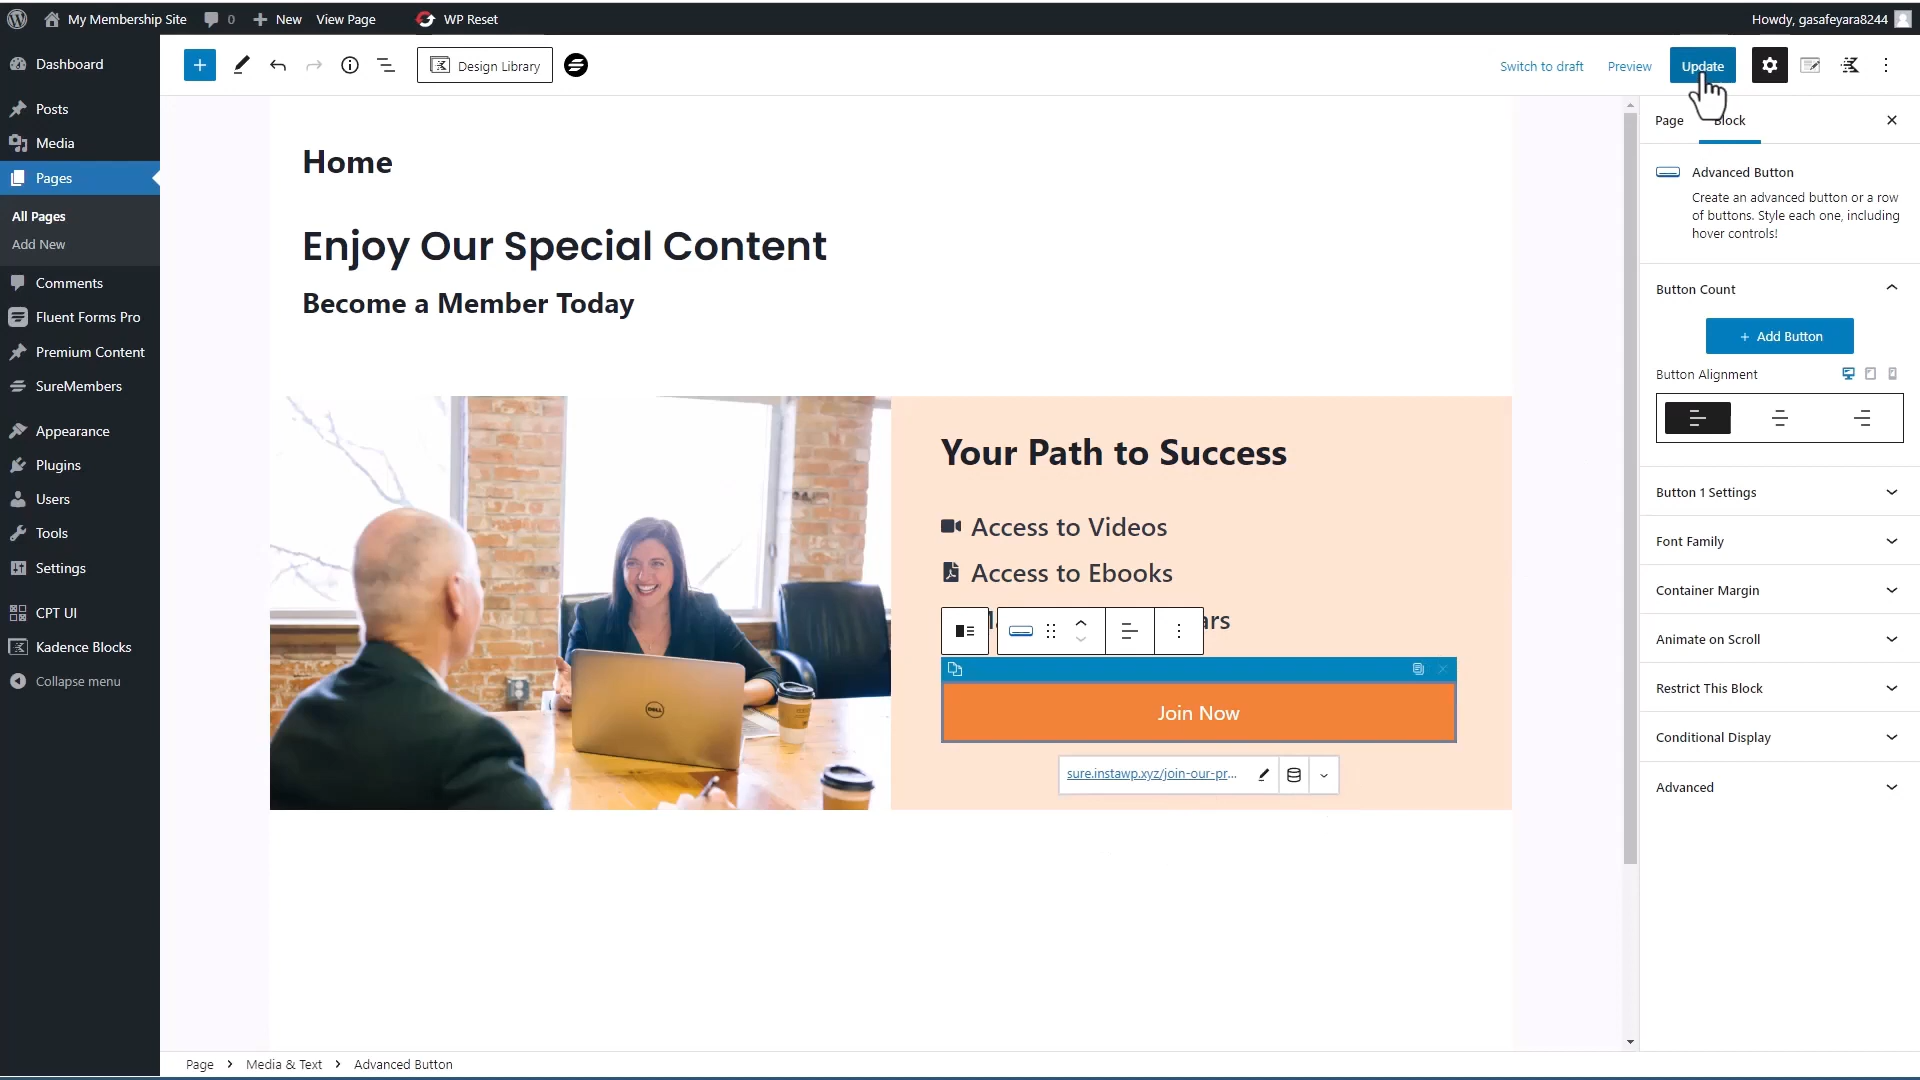 My Membership Site
0
New
View Page
WP Reset
Howdy, gasafeyara8244
Dashboard
Posts
Media
Pages
All Pages
Add New
Comments
Fluent Forms Pro
Premium Content
SureMembers
Appearance
Plugins
Users
Tools
Settings
CPT UI
Kadence Blocks
Collapse menu
Design Library
Switch to draft
Preview
Update
Home
Enjoy Our Special Content
Become a Member Today
Your Path to Success
Access to Videos
Access to Ebooks
Join Now
sure.instawp.xyz/join-our-pr...
DELL
Page
Block
Advanced Button
Create an advanced button or a row
of buttons. Style each one, including
hover controls!
Button Count
Add Button
Button Alignment
Button 1 Settings
Font Family
Container Margin
Animate on Scroll
Restrict This Block
Conditional Display
Advanced
Page
Media & Text
Advanced Button